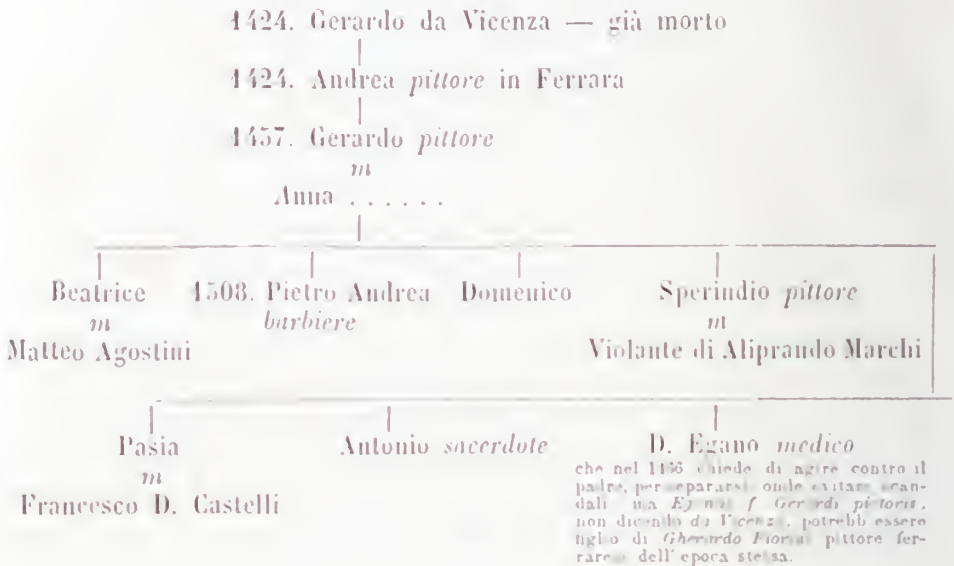 1424. Gerardo da Vicenza — già morto
1424. Andrea pittore in Ferrara
1457. Gerardo pittore
m
Anna . . . . . .
Beatrice 1508. Pietro Andrea Domenico Sperindio pittore
barbiere
m m
Matteo Agostini Violante di Aliprando Marchi
Pasia Antonio sacerdote D. Egano medico
m
Francesco D. Castelli
che nel chiede di agire contro il
padre, per separarsi onde evitare scan-
dali ma f Gerardi pictoris,
non dicendo da Vicenza, potrebb essere
figlio di Gherardo pittore fer-
rarese dell' epoca stessa.